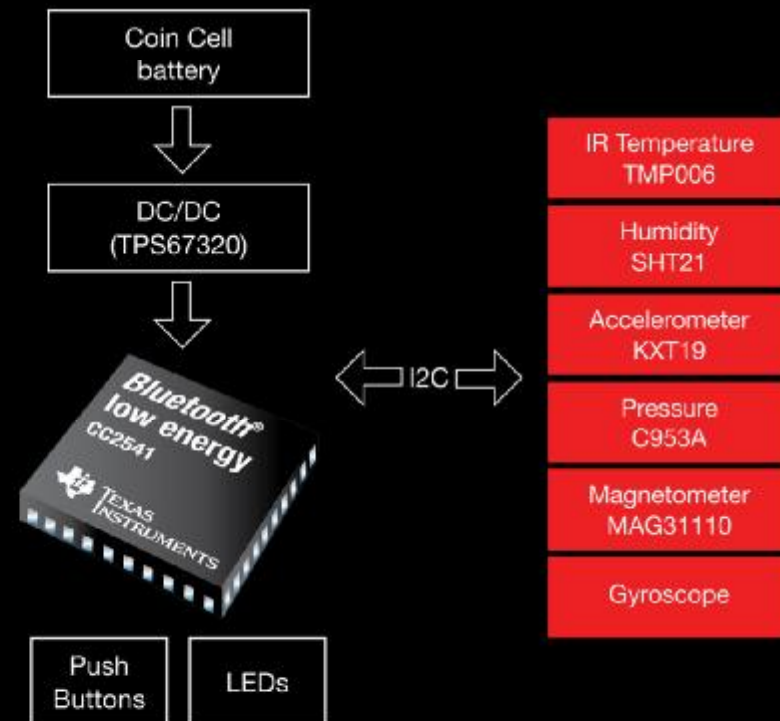 Coin Cell
battery
DC/DC
(TPS67320)
Bluetooth®
low energy
CC2541
TEXAS
INSTRUMENTS
Push
Buttons
LEDs
I2C
IR Temperature
TMP006
Humidity
SHT21
Accelerometer
KXT19
Pressure
C953A
Magnetometer
MAG31110
Gyroscope